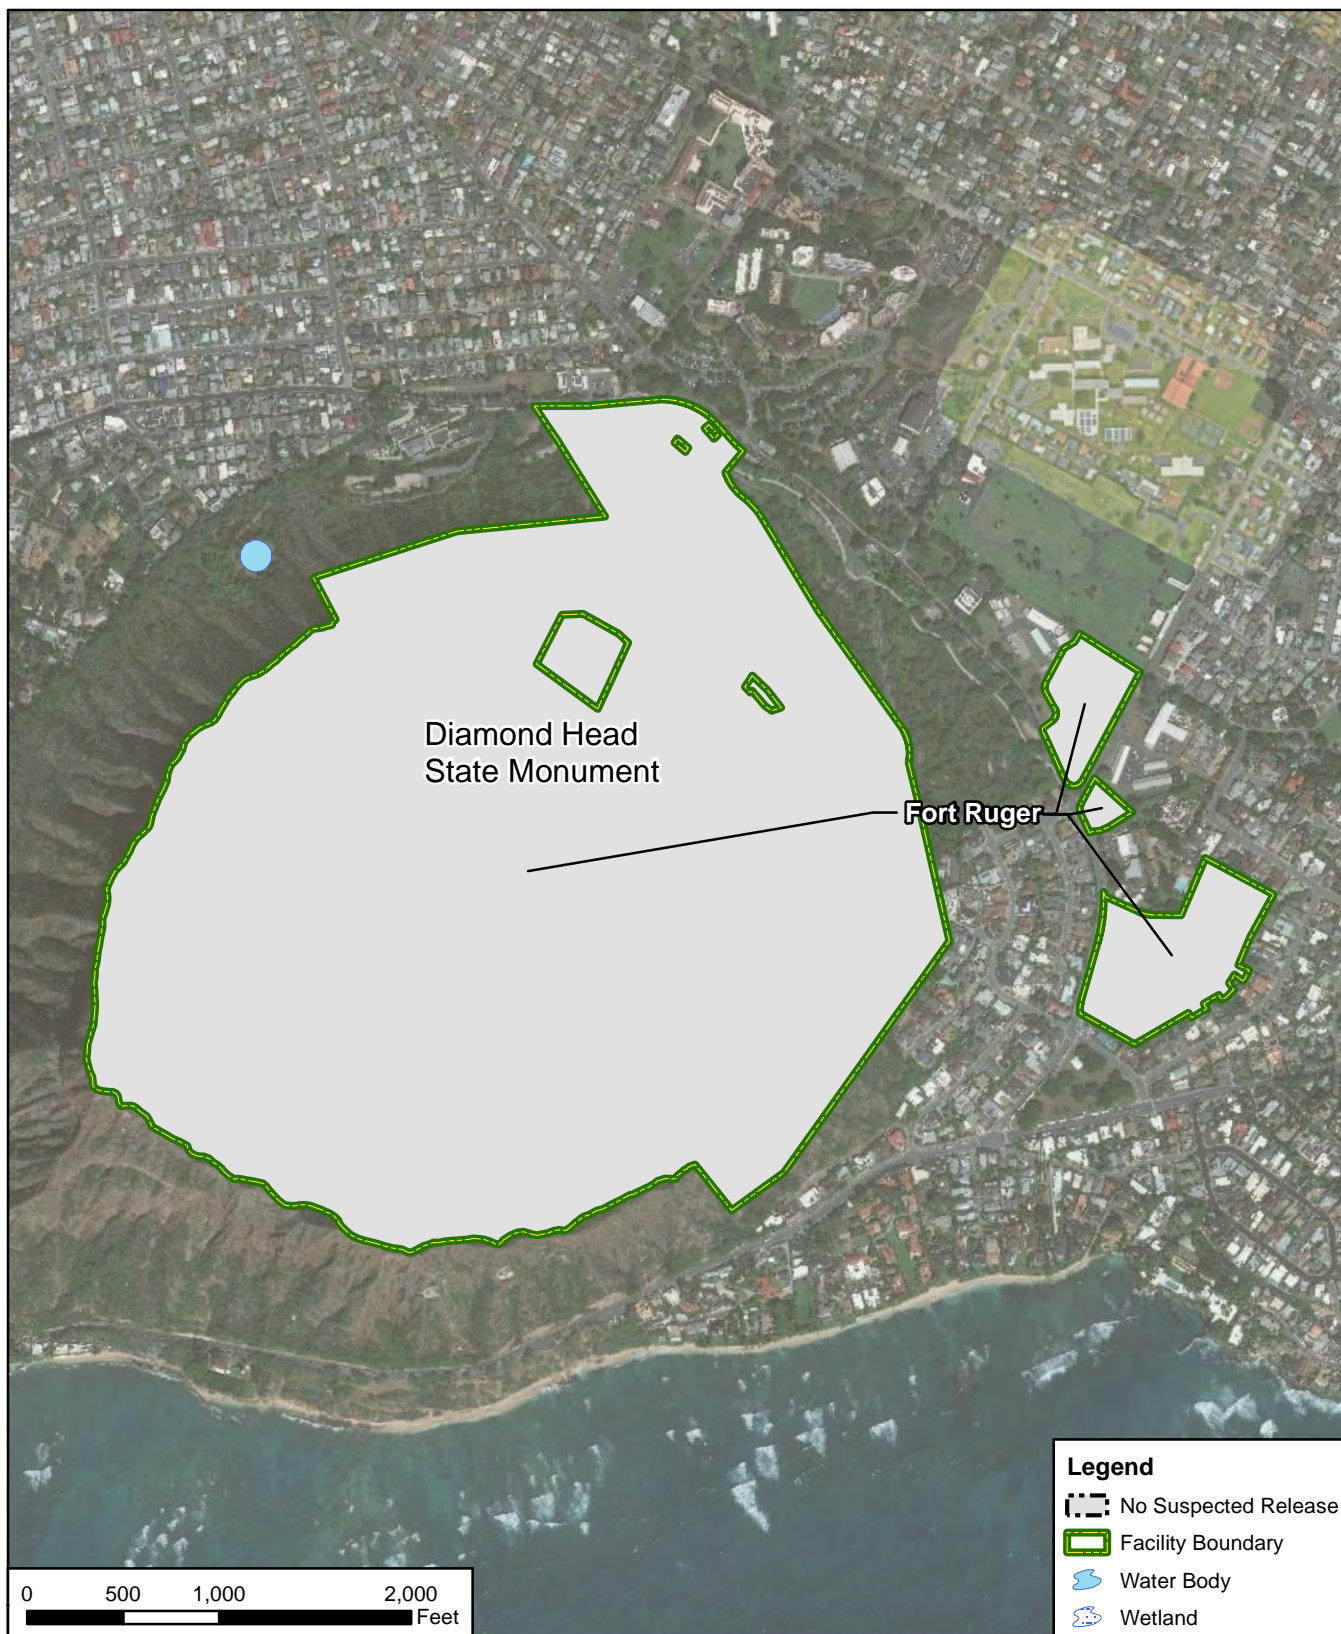 Diamond Head
State Monument
Fort Ruger
Legend
No Suspected Release
Facility Boundary
Water Body
Wetland
0 500 1,000 2,000
Feet